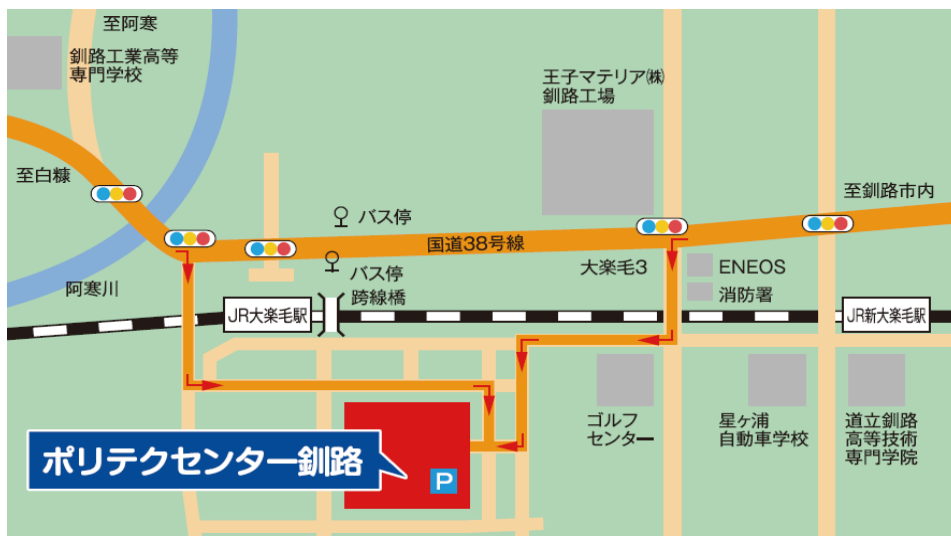 至阿寒
釧路工業高等
専門学校
王子マテリア㈱
釧路工場
至白糠
至釧路市内
バス停
国道38号線
バス停
跨線橋
大楽毛3
ENEOS
消防署
阿寒川
JR大楽毛駅
JR新大楽毛駅
ゴルフ
センター
星ヶ浦
自動車学校
道立釧路
高等技術
専門学院
ポリテクセンター釧路
P